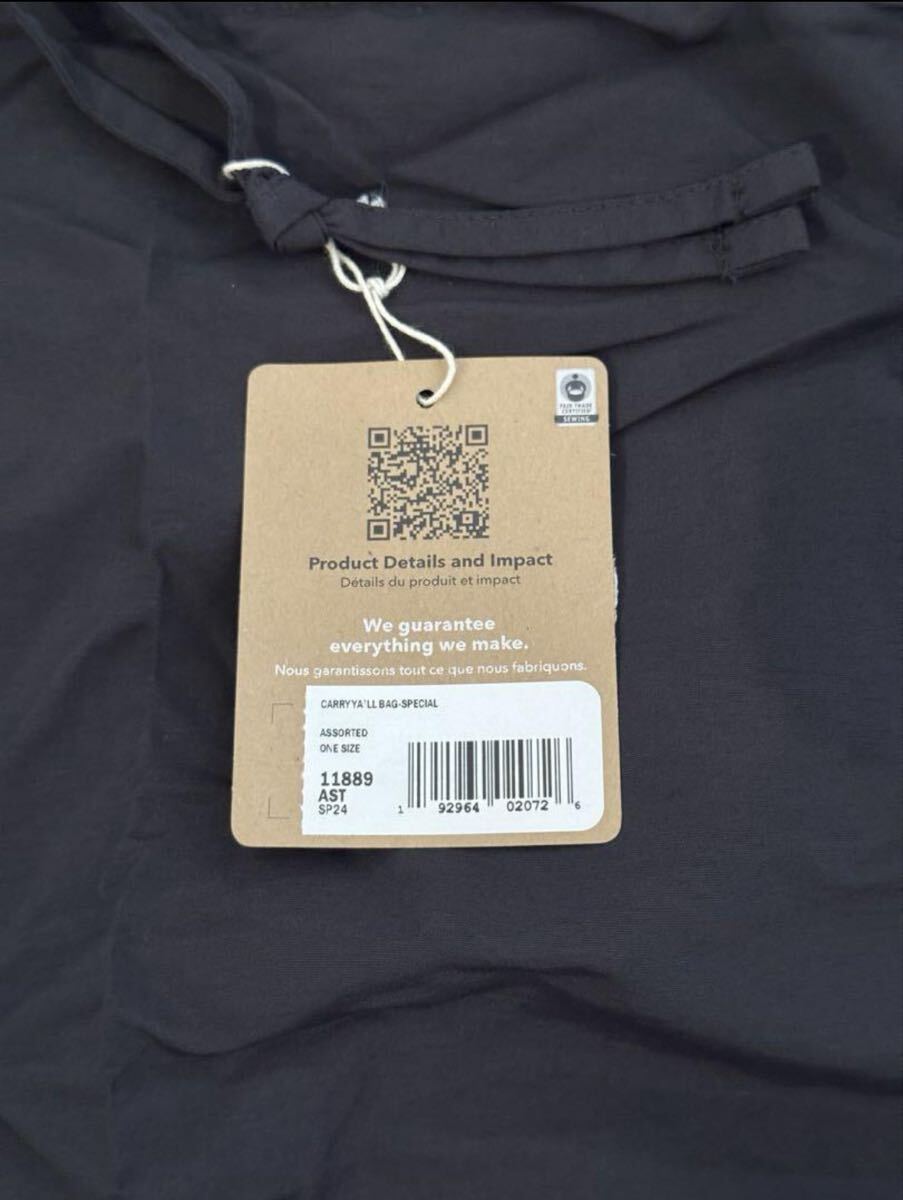 FAIR TRADE
CERTIFIED
SEWING
Product Details and Impact
Détails du produit et impact
We guarantee
everything we make.
Nous garantissons tout ce que nous fabriquons.
CARRY YA'LL BAG-SPECIAL
ASSORTED
ONE SIZE
11889
AST
SP24
1 92964 02072 6